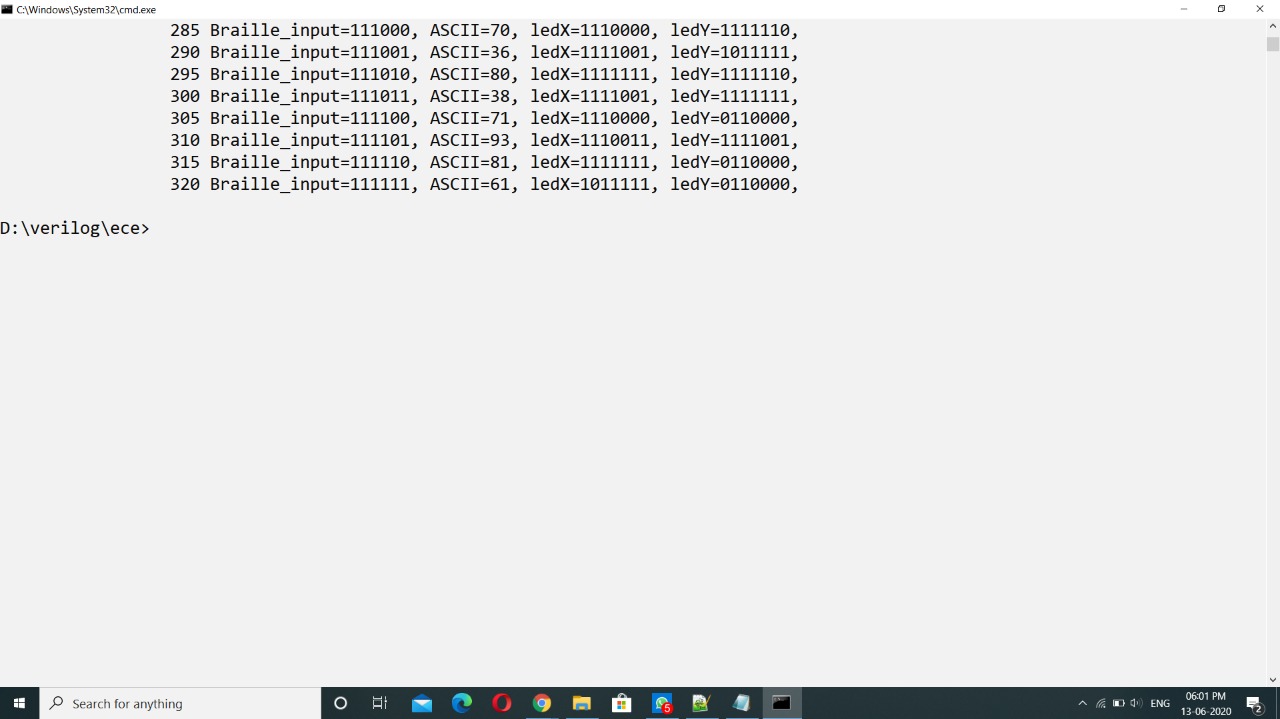 C:\Windows\System32\cmd.exe
285 Braille_input=111000, ASCII=70, ledX=1110000, ledY=1111110,
290 Braille_input=111001, ASCII=36, ledX=1111001, ledY=1011111,
295 Braille_input=111010, ASCII=80, ledX=1111111, ledY=1111110,
300 Braille_input=111011, ASCII=38, ledX=1111001, ledY=1111111,
305 Braille_input=111100, ASCII=71, ledX=1110000, ledY=0110000,
310 Braille_input=111101, ASCII=93, ledX=1110011, ledY=1111001,
315 Braille_input=111110, ASCII=81, ledX=1111111, ledY=0110000,
320 Braille_input=111111, ASCII=61, ledX=1011111, ledY=0110000,
D:\verilog\ece>
Search for anything
5
ENG
06:01 PM
13-06-2020
2